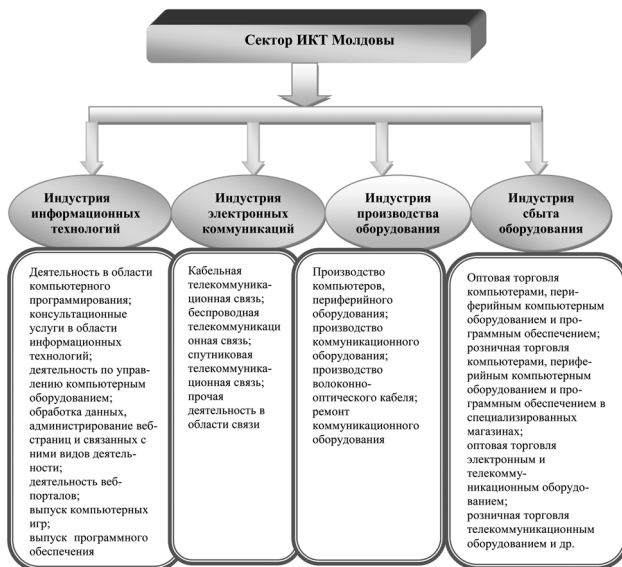 Сектор ИКТ Молдовы
Индустрия
информационных
технологий
Индустрия
электронных
коммуникаций
Индустрия
производства
оборудования
Индустрия
сбыта
оборудования
Деятельность в области
компьютерного
программирования;
консультационные
услуги в области
информационных
технологий;
деятельность по упра-
влению компьютерным
оборудованием;
обработка данных,
администрирование веб-
страниц и связанных с
ними видов деятель-
ности;
деятельность веб-
порталов;
выпуск компьютерных
игр;
выпуск программного
обеспечения
Кабельная
телекоммуника-
ционная связь;
беспроводная
телекоммуникаци
онная связь;
спутниковая
телекоммуника-
ционная связь;
прочая
деятельность в
области связи
Производство
компьютеров,
периферийного
оборудования;
производство
коммуникационного
оборудования;
производство
волоконно-
оптического кабеля;
ремонт
коммуникационного
оборудования
Оптовая торговля
компьютерами, пери-
ферийным компьютерным
оборудованием и про-
граммным обеспечением;
розничная торговля
компьютерами, перифе-
рийным компьютерным
оборудованием и про-
граммным обеспечением в
специализированных
магазинах;
оптовая торговля
электронным и
телекомму-
никационным оборудо-
ванием;
розничная торговля
телекоммуникационным
оборудованием и др.